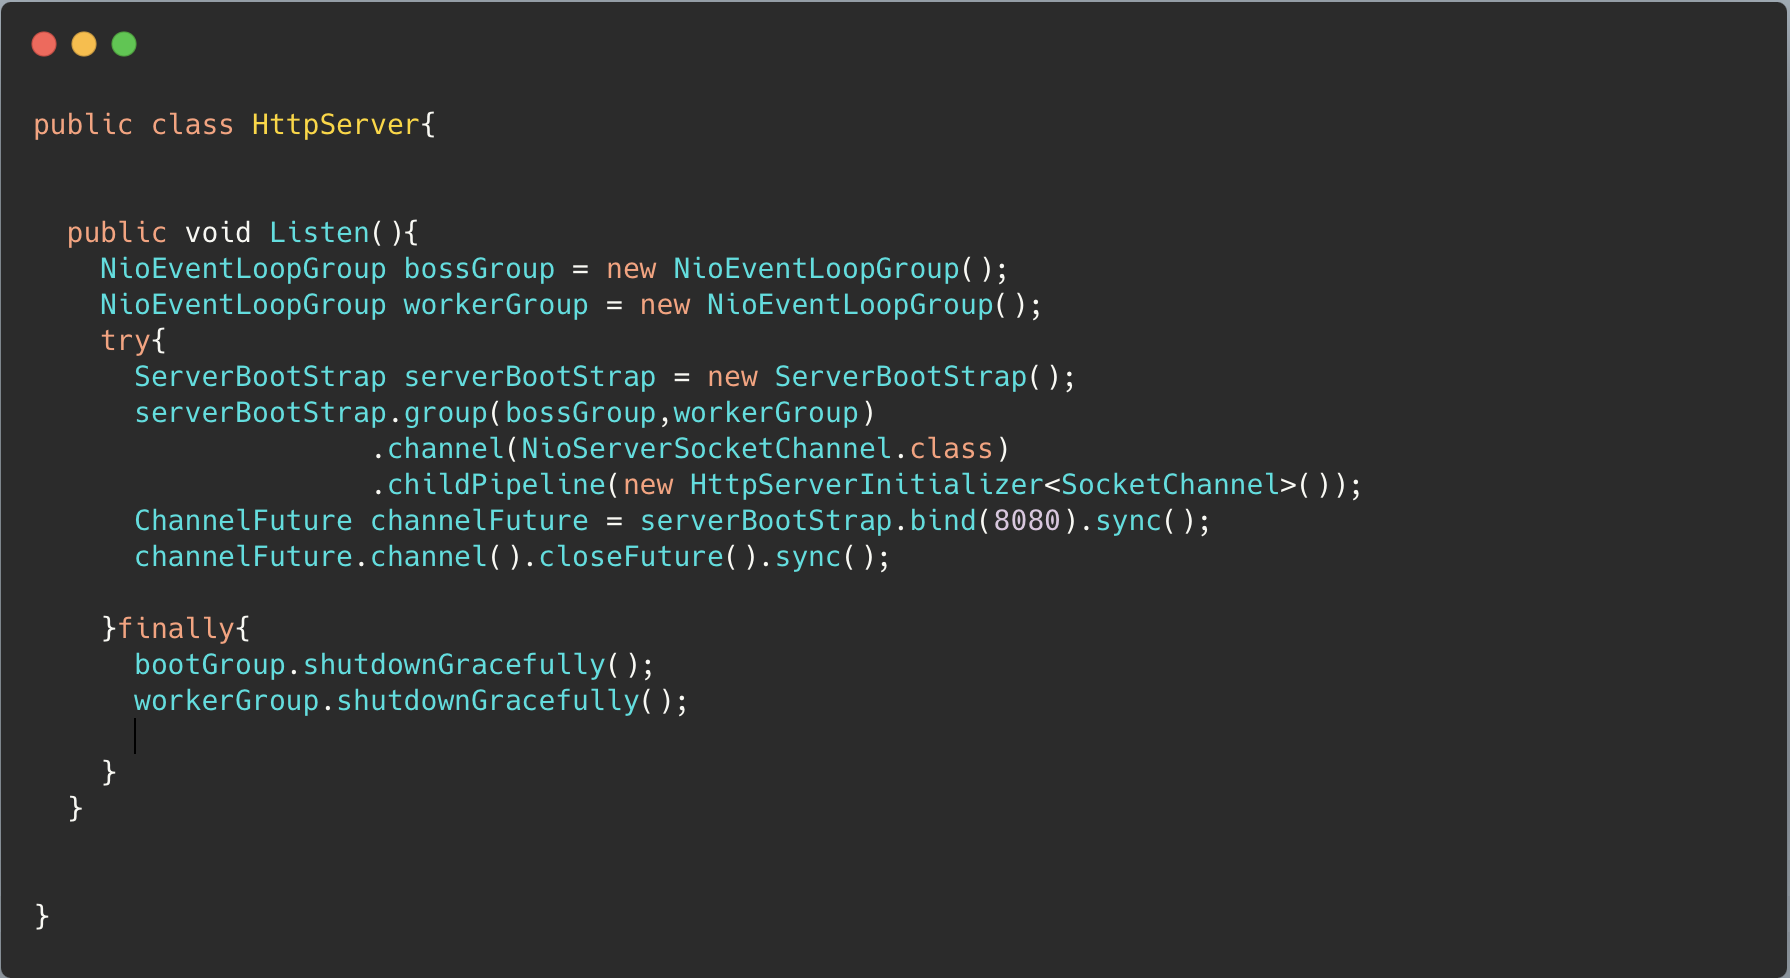 public class HttpServer{
public void Listen(){
NioEventLoopGroup bossGroup = new NioEventLoopGroup();
NioEventLoopGroup workerGroup = new NioEventLoopGroup();
try{
ServerBootStrap serverBootStrap = new ServerBootStrap();
serverBootStrap.group(bossGroup,workerGroup)
.channel(NioServerSocketChannel.class)
.childPipeline(new HttpServerInitializer<SocketChannel>());
ChannelFuture channelFuture = serverBootStrap.bind(8080).sync();
channelFuture.channel().closeFuture().sync();
}finally{
bootGroup.shutdownGracefully();
workerGroup.shutdownGracefully();
}
}
}